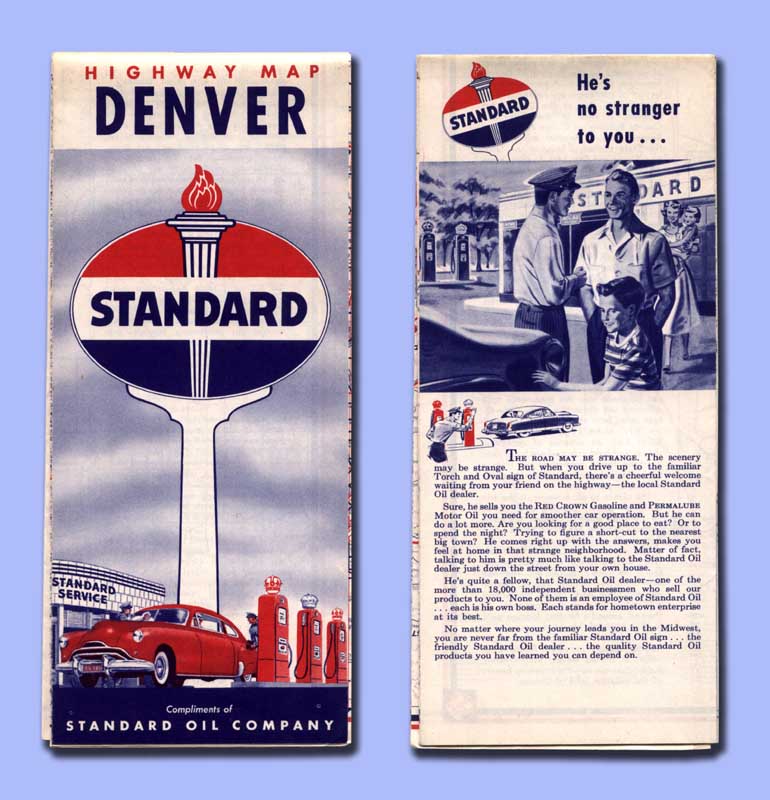 HIGHWAY MAP
DENVER
STANDARD
STANDARD
SERVICE
Compliments of
STANDARD OIL COMPANY
STANDARD
He's
no stranger
to you...
STANDARD
THE ROAD MAY BE STRANGE. The scenery
may be strange. But when you drive up to the familiar
Torch and Oval sign of Standard, there's a cheerful welcome
waiting from your friend on the highway—the local Standard
Oil dealer.
Sure, he sells you the RED CROWN Gasoline and PERMALUBE
Motor Oil you need for smoother car operation. But he can
do a lot more. Are you looking for a good place to eat? Or to
spend the night? Trying to figure a short-cut to the nearest
big town? He comes right up with the answers, makes you
feel at home in that strange neighborhood. Matter of fact,
talking to him is pretty much like talking to the Standard Oil
dealer just down the street from your own house.
He's quite a fellow, that Standard Oil dealer—one of the
more than 18,000 independent businesmen who sell our
products to you. None of them is an employee of Standard Oil
... each is his own boss. Each stands for hometown enterprise
at its best.
No matter where your journey leads you in the Midwest,
you are never far from the familiar Standard Oil sign ... the
friendly Standard Oil dealer ... the quality Standard Oil
products you have learned you can depend on.